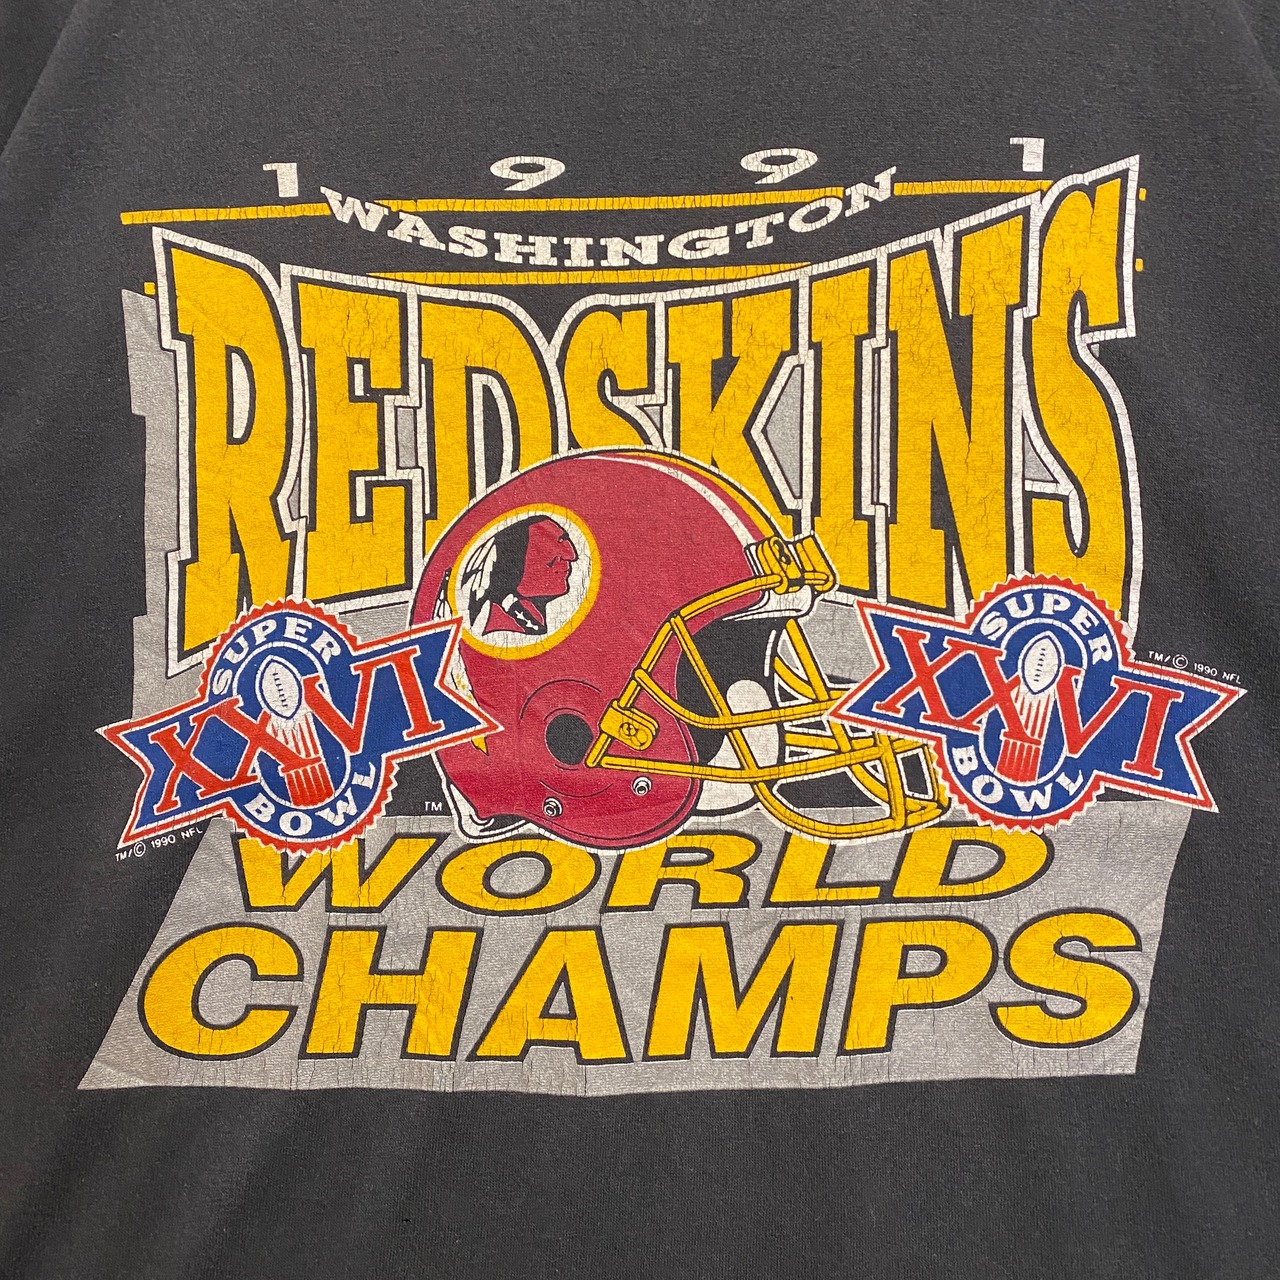 1991
WASHINGTON
REDSKINS
SUPER
XXVI
BOWL
TM/© 1990 NFL
TM
SUPER
XXVI
BOWL
TM/© 1990 NFL
WORLD
CHAMPS